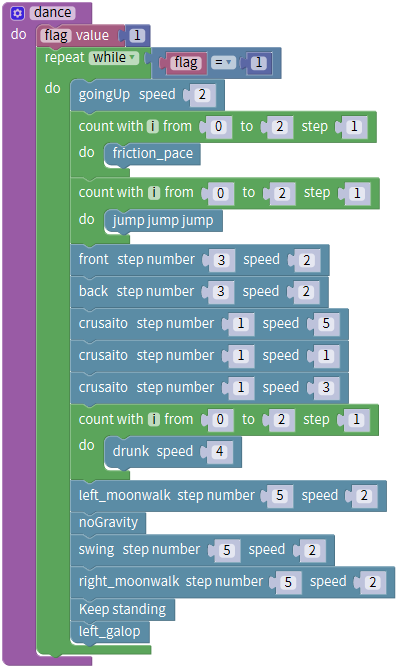 dance
do flag value 1
repeat while flag = 1
do goingUp speed 2
count with i from 0 to 2 step 1
do friction_pace
count with i from 0 to 2 step 1
do jump jump jump
front step number 3 speed 2
back step number 3 speed 2
crusaito step number 1 speed 5
crusaito step number 1 speed 1
crusaito step number 1 speed 3
count with i from 0 to 2 step 1
do drunk speed 4
left_moonwalk step number 5 speed 2
noGravity
swing step number 5 speed 2
right_moonwalk step number 5 speed 2
Keep standing
left_galop